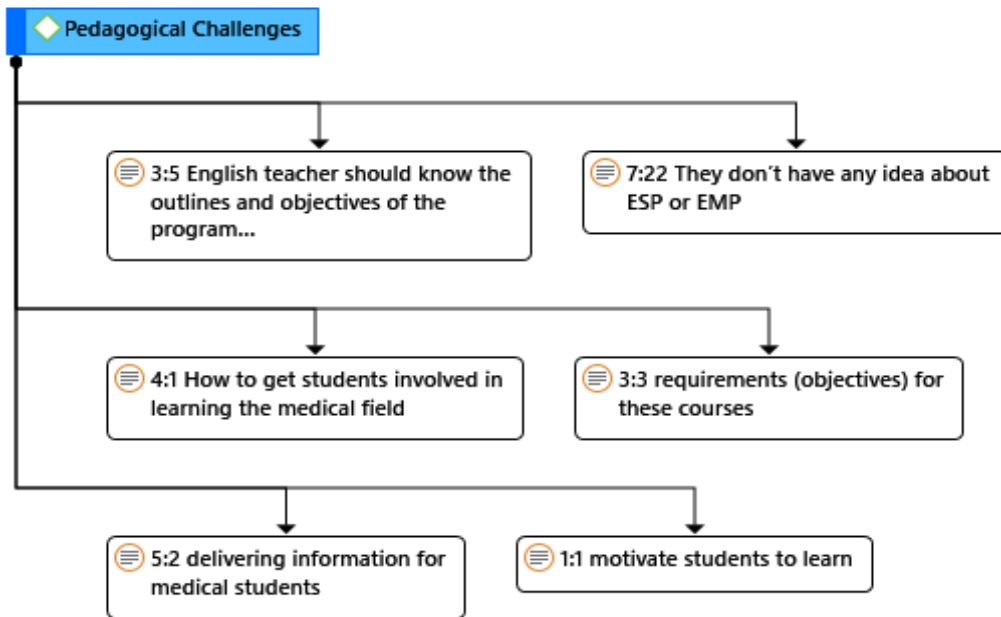 Pedagogical Challenges
3:5 English teacher should know the
outlines and objectives of the
program...
7:22 They don´t have any idea about
ESP or EMP
4:1 How to get students involved in
learning the medical field
3:3 requirements (objectives) for
these courses
5:2 delivering information for
medical students
1:1 motivate students to learn